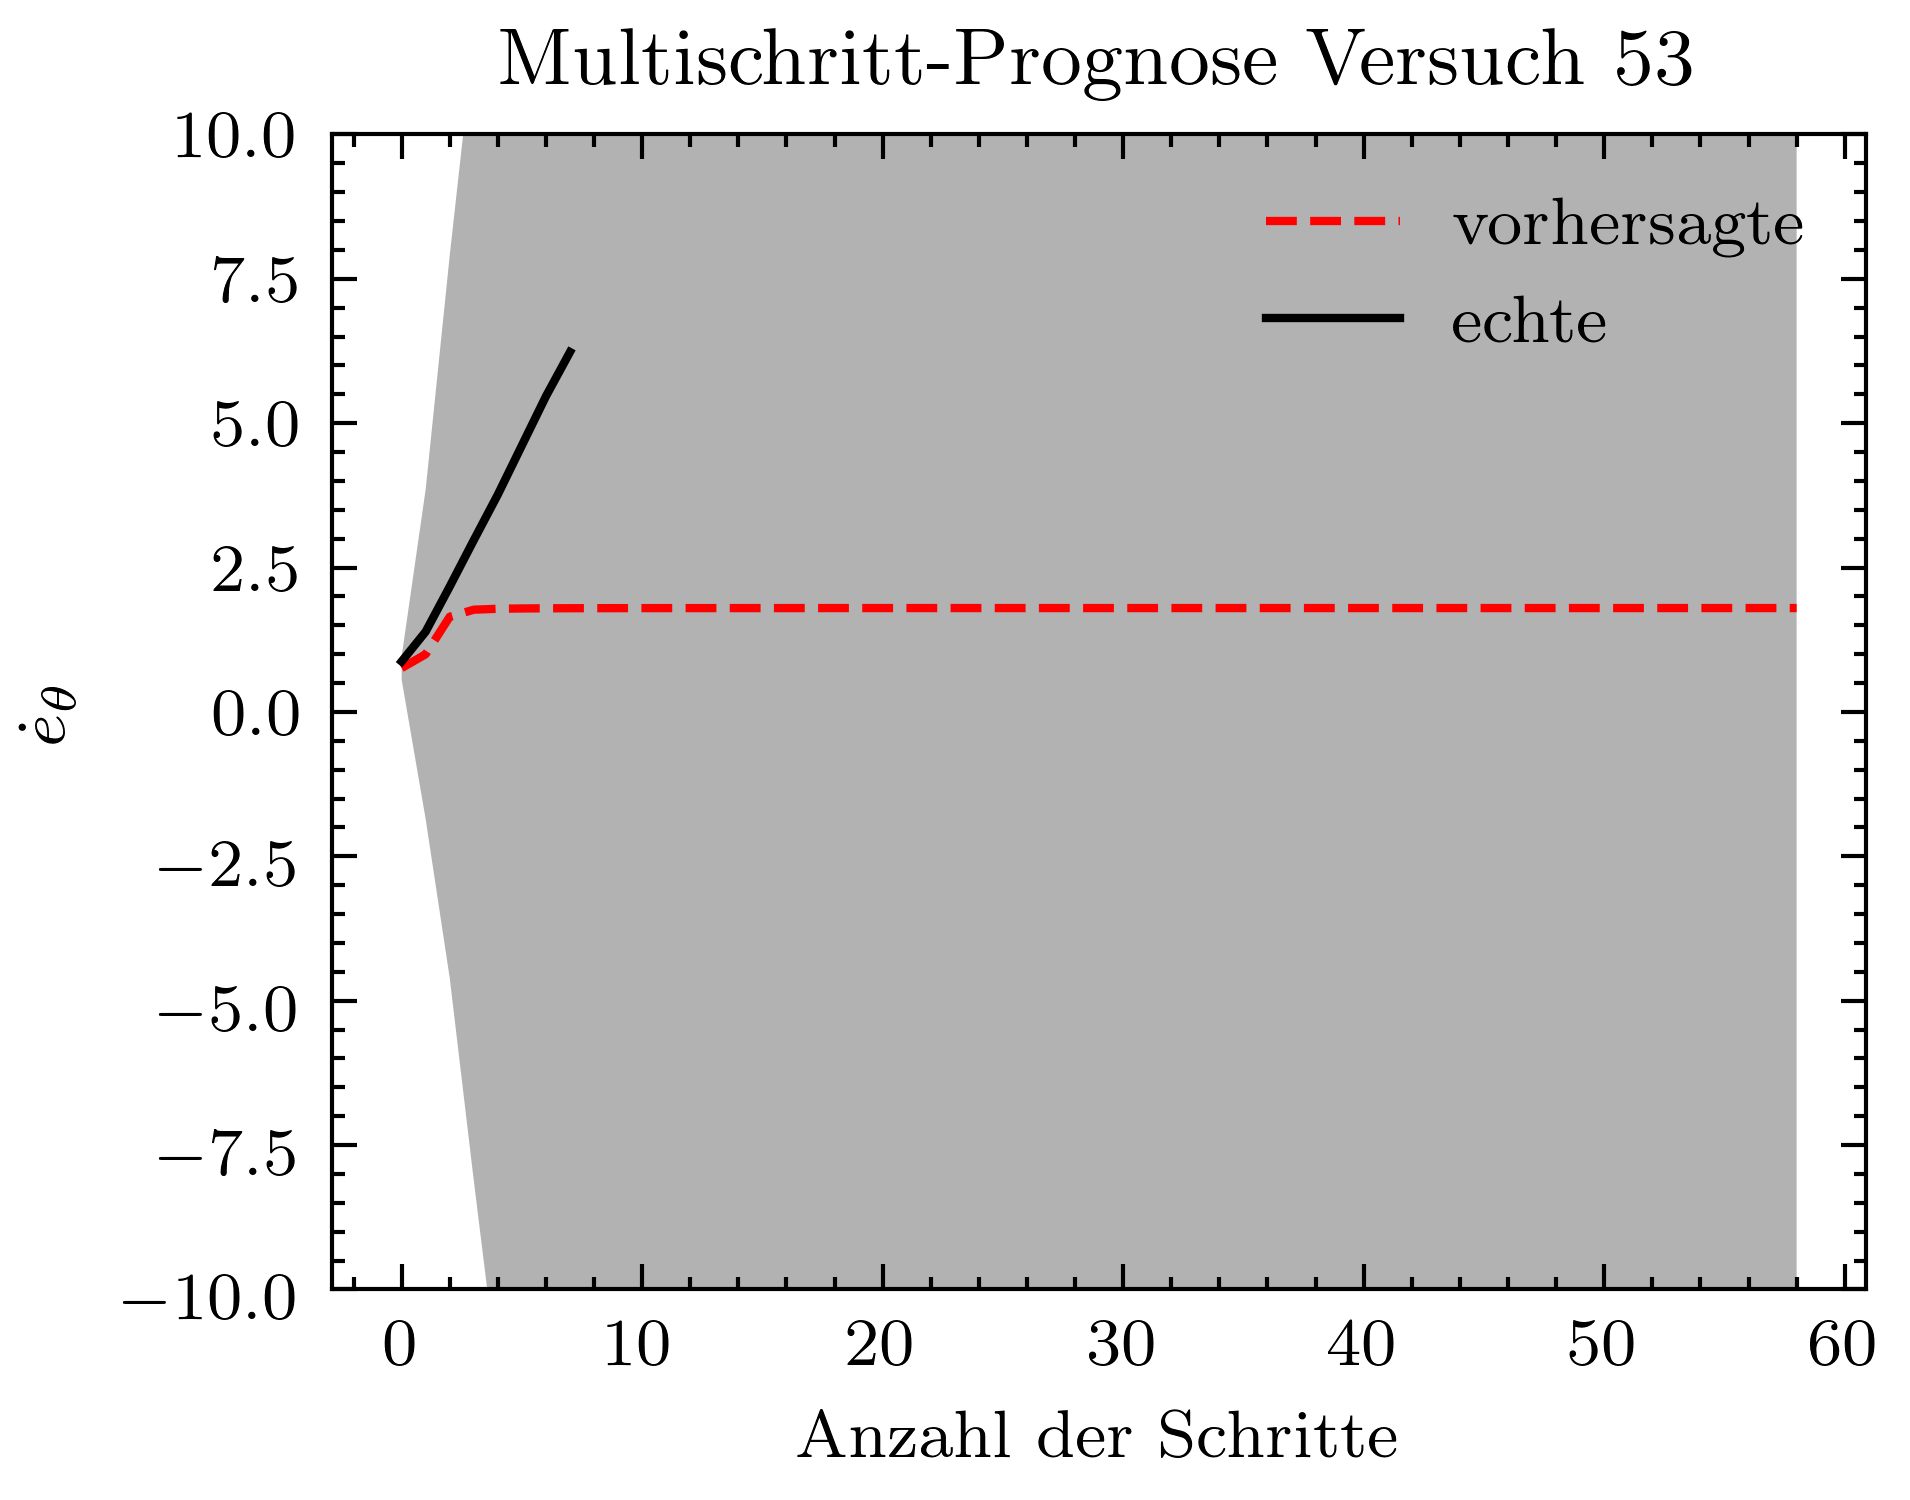 Multischritt-Prognose Versuch 53
10.0
7.5
5.0
2.5
0.0
−2.5
−5.0
−7.5
−10.0
ėθ
vorhersagte
echte
0 10 20 30 40 50 60
Anzahl der Schritte